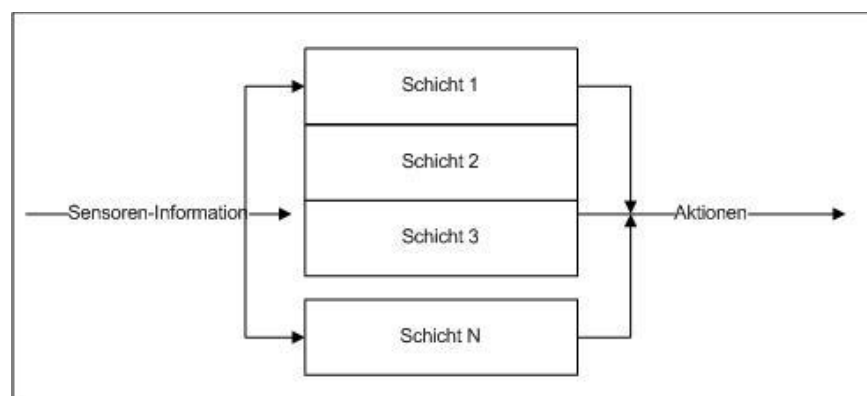 Schicht 1
Schicht 2
Sensoren-Information
Aktionen
Schicht 3
Schicht N